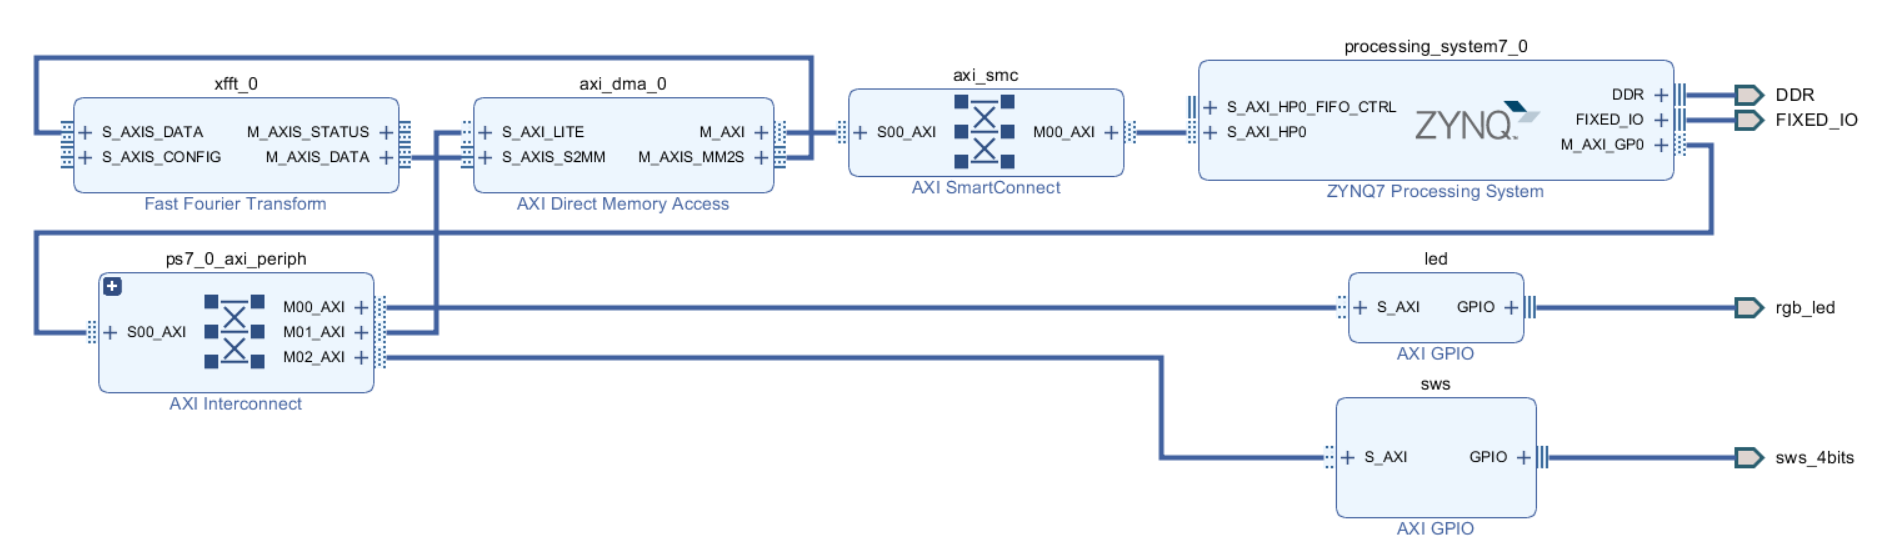 xfft_0
S_AXIS_DATA
S_AXIS_CONFIG
M_AXIS_STATUS
M_AXIS_DATA
Fast Fourier Transform
axi_dma_0
S_AXI_LITE
S_AXIS_S2MM
M_AXI
M_AXIS_MM2S
AXI Direct Memory Access
axi_smc
S00_AXI
M00_AXI
AXI SmartConnect
processing_system7_0
S_AXI_HP0_FIFO_CTRL
S_AXI_HP0
ZYNQ
DDR
FIXED_IO
M_AXI_GP0
ZYNQ7 Processing System
DDR
FIXED_IO
ps7_0_axi_periph
S00_AXI
M00_AXI
M01_AXI
M02_AXI
AXI Interconnect
led
S_AXI
GPIO
AXI GPIO
rgb_led
sws
S_AXI
GPIO
AXI GPIO
sws_4bits